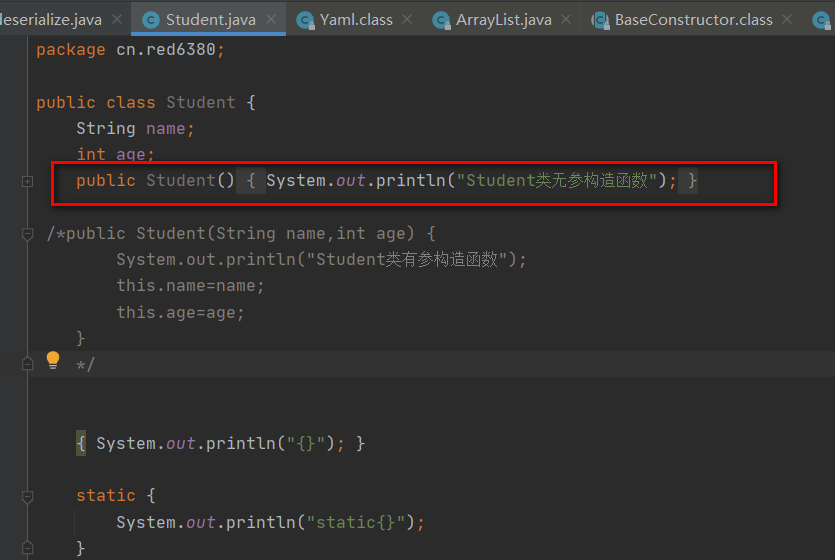 deserialize.java Student.java Yaml.class ArrayList.java BaseConstructor.class
package cn.red6380;
public class Student {
String name;
int age;
public Student() { System.out.println("Student类无参构造函数"); }
/*public Student(String name,int age) {
System.out.println("Student类有参构造函数");
this.name=name;
this.age=age;
}
*/
{ System.out.println("{}"); }
static {
System.out.println("static{}");
}